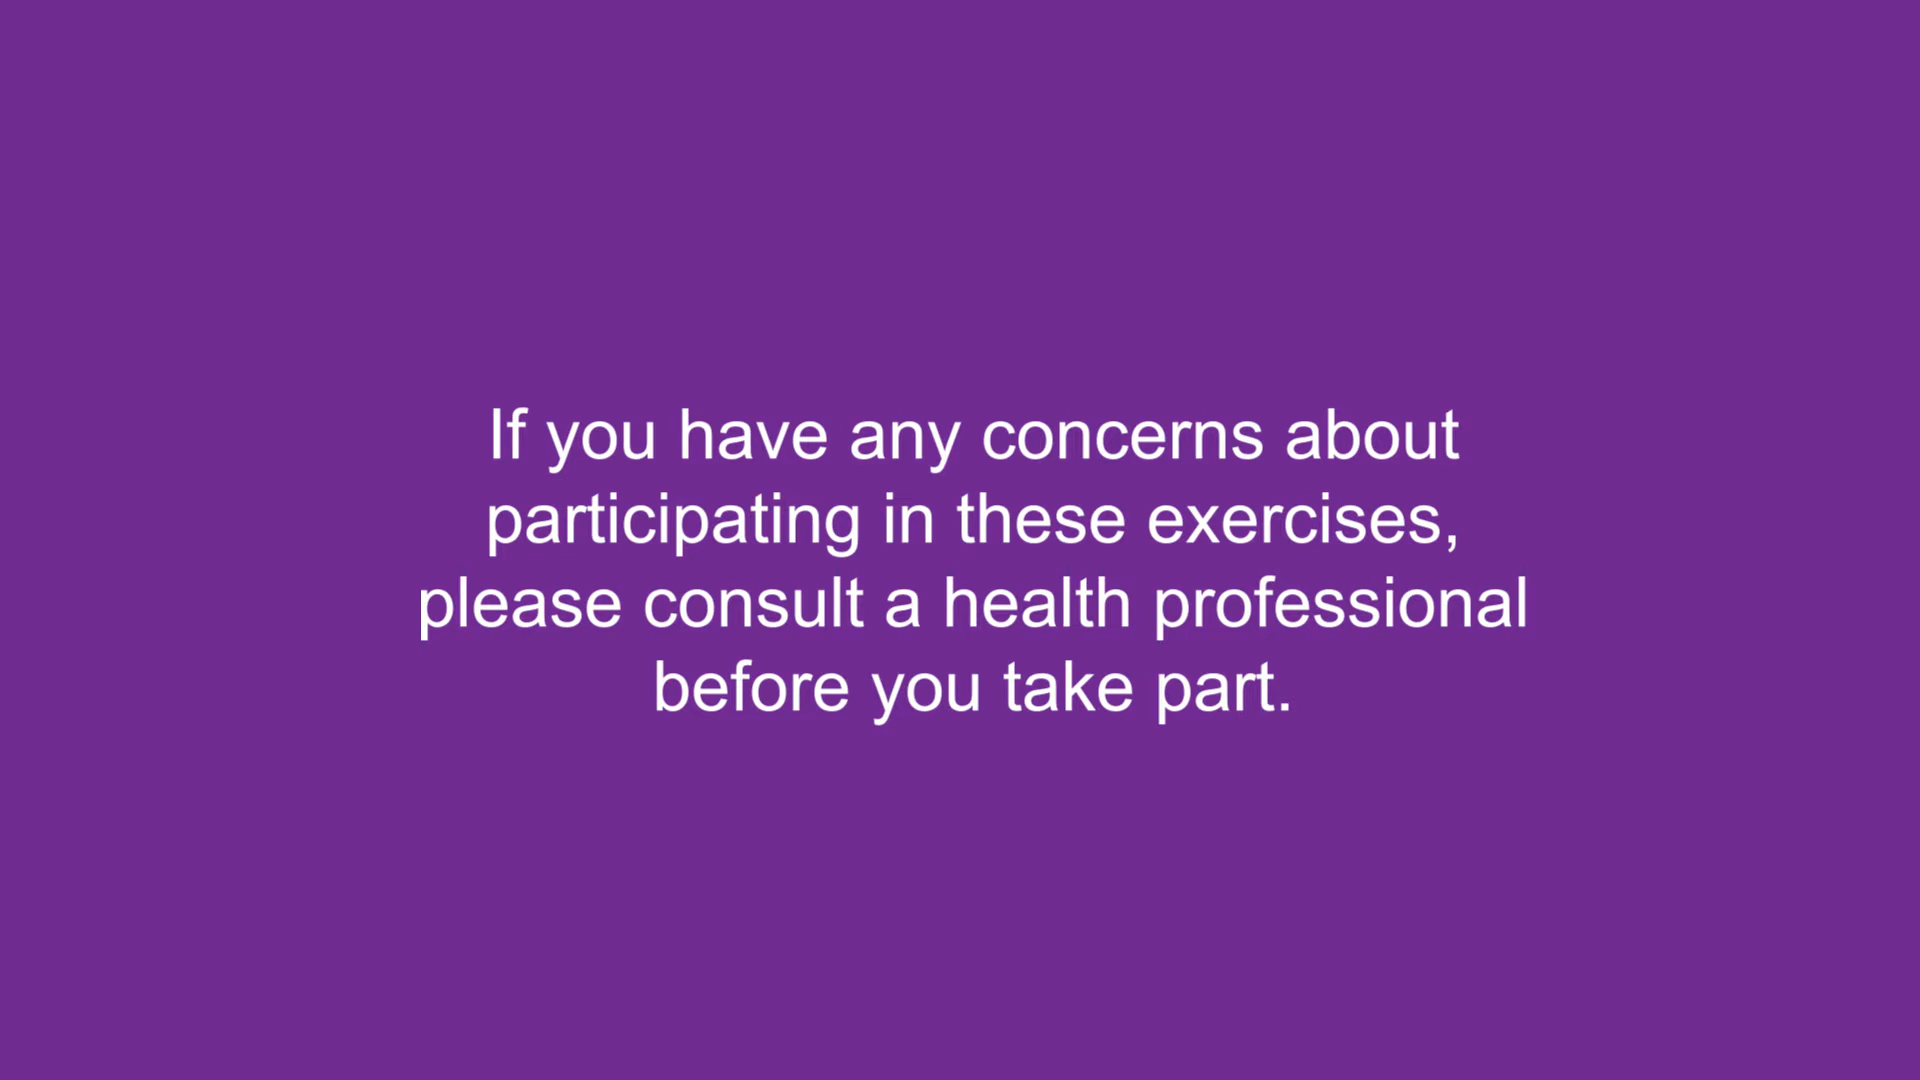 If you have any concerns about
participating in these exercises,
please consult a health professional
before you take part.